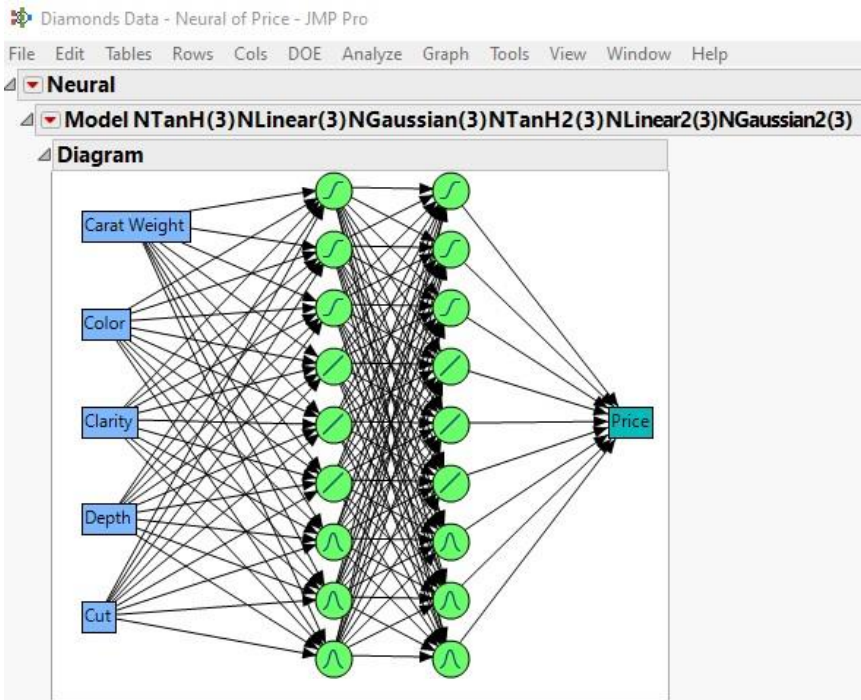 Diamonds Data - Neural of Price - JMP Pro
File Edit Tables Rows Cols DOE Analyze Graph Tools View Window Help
Neural
Model NTanH(3)NLinear(3)NGaussian(3)NTanH2(3)NLinear2(3)NGaussian2(3)
Diagram
Carat Weight
Color
Clarity
Price
Depth
Cut